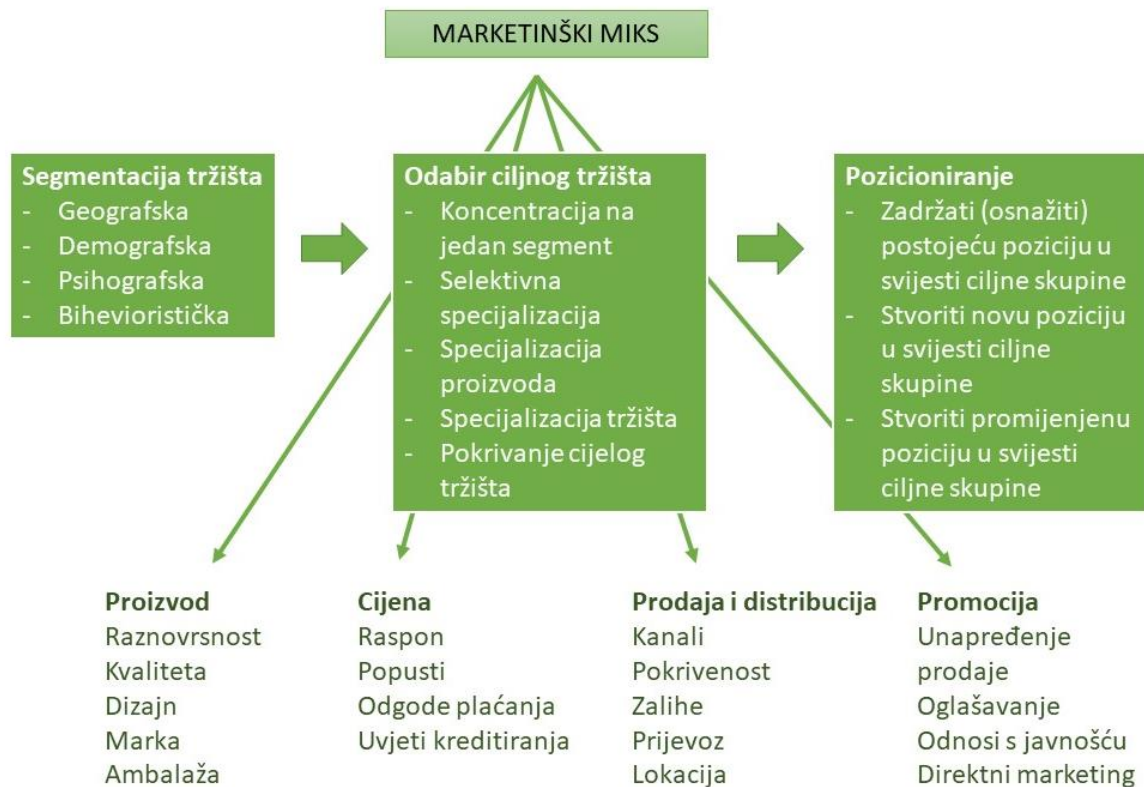 MARKETINŠKI MIKS
Segmentacija tržišta
- Geografska
- Demografska
- Psihografska
- Bihevioristička
Odabir ciljnog tržišta
- Koncentracija na
jedan segment
- Selektivna
specijalizacija
- Specijalizacija
proizvoda
- Specijalizacija tržišta
- Pokrivanje cijelog
tržišta
Pozicioniranje
- Zadržati (osnažiti)
postojeću poziciju u
svijesti ciljne skupine
- Stvoriti novu poziciju
u svijesti ciljne
skupine
- Stvoriti promijenjenu
poziciju u svijesti
ciljne skupine
Proizvod
Raznovrsnost
Kvaliteta
Dizajn
Marka
Ambalaža
Cijena
Raspon
Popusti
Odgode plaćanja
Uvjeti kreditiranja
Prodaja i distribucija
Kanali
Pokrivenost
Zalihe
Prijevoz
Lokacija
Promocija
Unapređenje
prodaje
Oglašavanje
Odnosi s javnošću
Direktni marketing